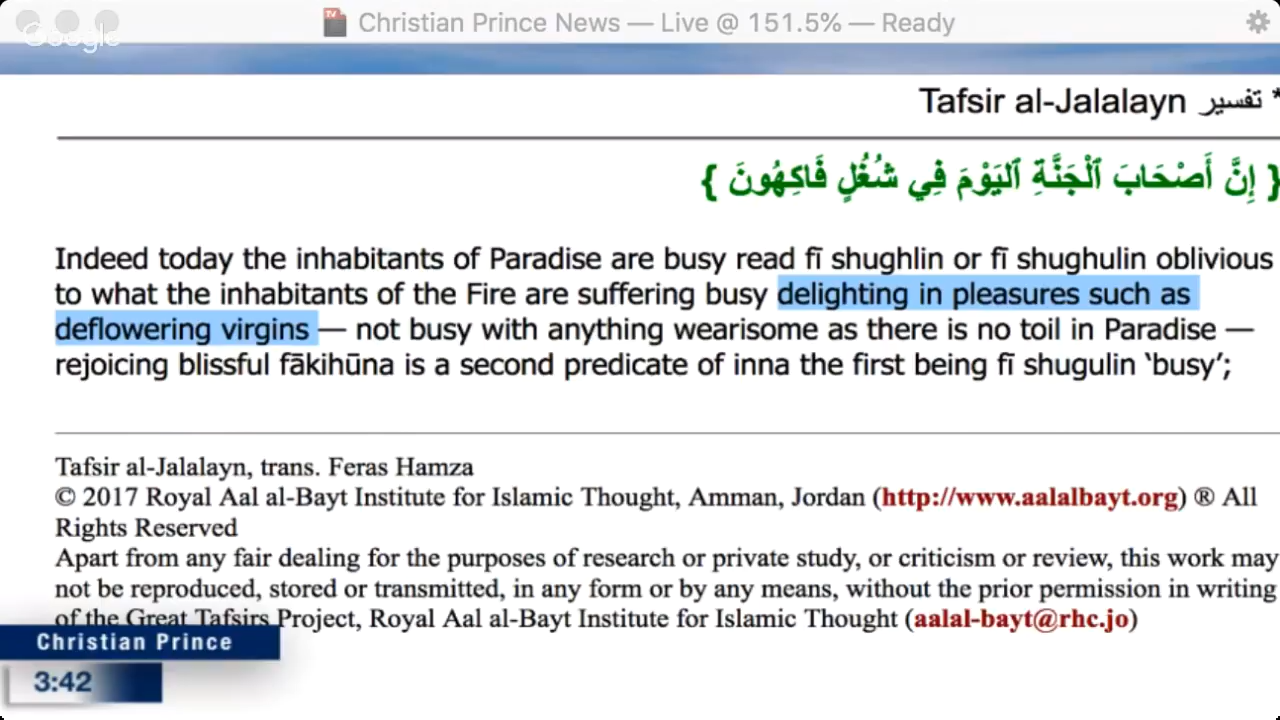 Christian Prince News — Live @ 151.5% — Ready
Google
TV
Tafsir al-Jalalayn تفسير *
{ إِنَّ أَصْحَابَ ٱلْجَنَّةِ ٱليَوْمَ فِي شُغُلٍ فَاكِهُونَ }
Indeed today the inhabitants of Paradise are busy read fī shughlin or fī shughulin oblivious
to what the inhabitants of the Fire are suffering busy delighting in pleasures such as
deflowering virgins — not busy with anything wearisome as there is no toil in Paradise —
rejoicing blissful fākihūna is a second predicate of inna the first being fī shugulin ‘busy’;
Tafsir al-Jalalayn, trans. Feras Hamza
© 2017 Royal Aal al-Bayt Institute for Islamic Thought, Amman, Jordan (http://www.aalalbayt.org) ® All
Rights Reserved
Apart from any fair dealing for the purposes of research or private study, or criticism or review, this work may
not be reproduced, stored or transmitted, in any form or by any means, without the prior permission in writing
of the Great Tafsirs Project, Royal Aal al-Bayt Institute for Islamic Thought (aalal-bayt@rhc.jo)
Christian Prince
3:42